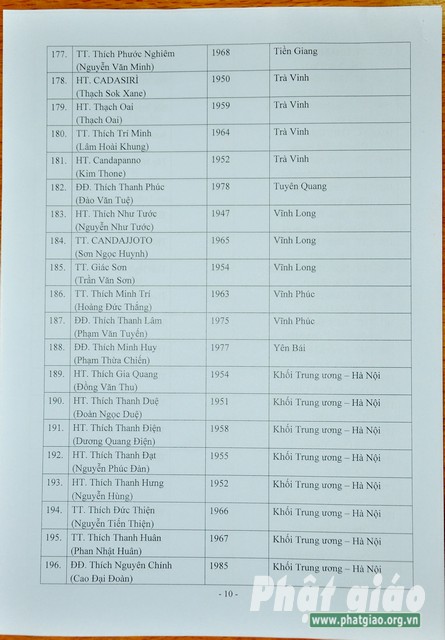 177. TT. Thích Phước Nghiêm 1968 Tiền Giang
(Nguyễn Văn Minh)
178. HT. CADASIRÌ 1950 Trà Vinh
(Thạch Sok Xane)
179. HT. Thạch Oai 1959 Trà Vinh
(Thạch Oai)
180. TT. Thích Trí Minh 1964 Trà Vinh
(Lâm Hoài Khung)
181. HT. Candapanno 1952 Trà Vinh
(Kim Thone)
182. ĐĐ. Thích Thanh Phúc 1978 Tuyên Quang
(Đào Văn Tuệ)
183. HT. Thích Như Tước 1947 Vĩnh Long
(Nguyễn Như Tước)
184. TT. CANDAJJOTO 1965 Vĩnh Long
(Sơn Ngọc Huynh)
185. TT. Giác Sơn 1954 Vĩnh Long
(Trần Văn Sơn)
186. TT. Thích Minh Trí 1963 Vĩnh Phúc
(Hoàng Đức Thăng)
187. ĐĐ. Thích Thanh Lâm 1975 Vĩnh Phúc
(Phạm Văn Tuyến)
188. ĐĐ. Thích Minh Huy 1977 Yên Bái
(Phạm Thừa Chiến)
189. HT. Thích Gia Quang 1954 Khối Trung ương – Hà Nội
(Đồng Văn Thu)
190. HT. Thích Thanh Duệ 1951 Khối Trung ương – Hà Nội
(Đoàn Ngọc Duệ)
191. HT. Thích Thanh Điện 1958 Khối Trung ương – Hà Nội
(Dương Quang Điện)
192. HT. Thích Thanh Đạt 1955 Khối Trung ương – Hà Nội
(Nguyễn Phúc Đàn)
193. HT. Thích Thanh Hưng 1952 Khối Trung ương – Hà Nội
(Nguyễn Hùng)
194. TT. Thích Đức Thiện 1966 Khối Trung ương – Hà Nội
(Nguyễn Tiến Thiện)
195. TT. Thích Thanh Huân 1967 Khối Trung ương – Hà Nội
(Phan Nhật Huân)
196. ĐĐ. Thích Nguyên Chính 1985 Khối Trung ương – Hà Nội
(Cao Đại Đoàn)
- 10 -
Phật giáo
www.phatgiao.org.vn